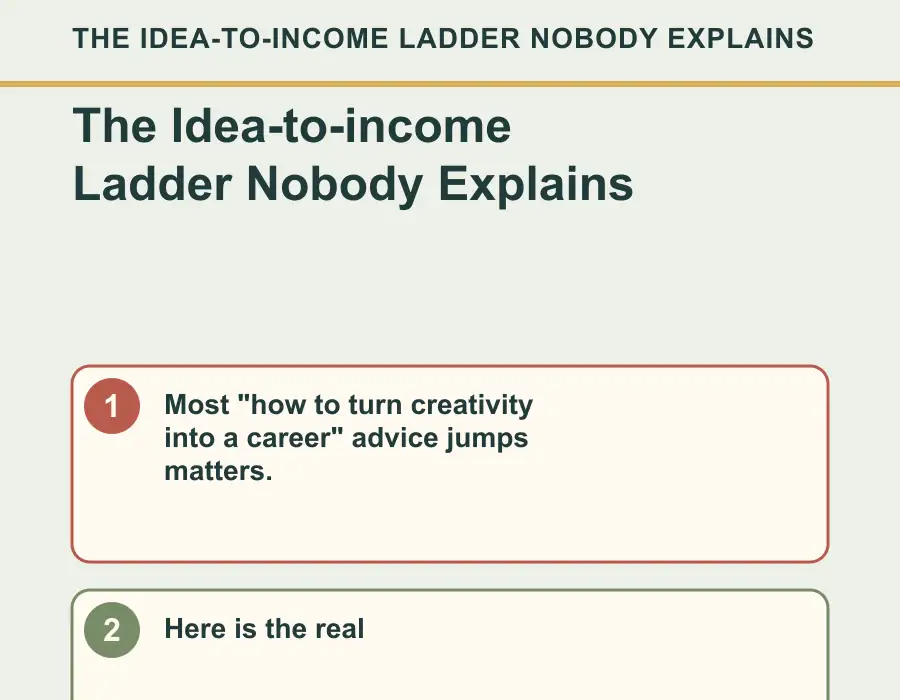 THE IDEA-TO-INCOME LADDER NOBODY EXPLAINS
The Idea-to-income
Ladder Nobody Explains
1
Most "how to turn creativity
into a career" advice jumps
matters.
2
Here is the real